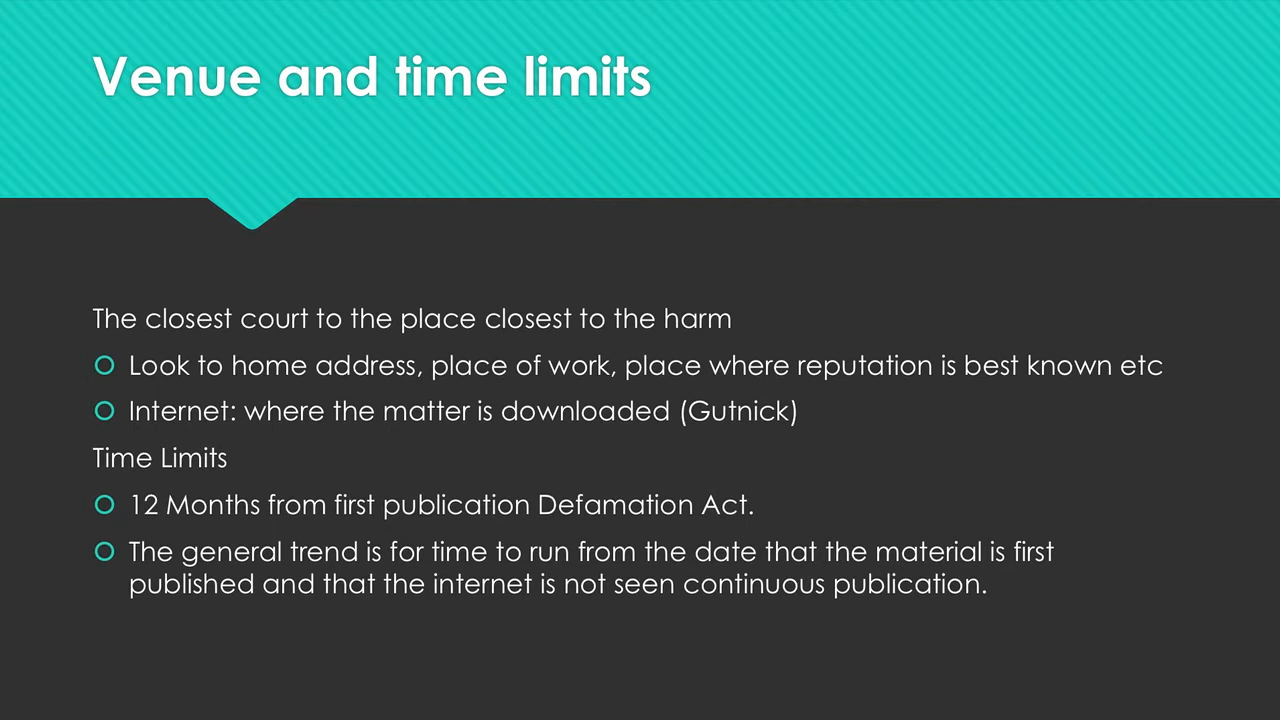 Venue and time limits
The closest court to the place closest to the harm
Look to home address, place of work, place where reputation is best known etc
Internet: where the matter is downloaded (Gutnick)
Time Limits
12 Months from first publication Defamation Act.
The general trend is for time to run from the date that the material is first
published and that the internet is not seen continuous publication.